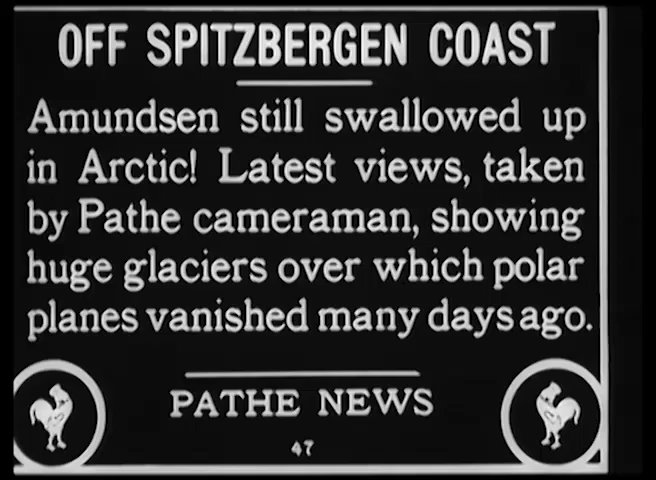 OFF SPITZBERGEN COAST
Amundsen still swallowed up
in Arctic! Latest views, taken
by Pathe cameraman, showing
huge glaciers over which polar
planes vanished many days ago.
PATHE NEWS
47